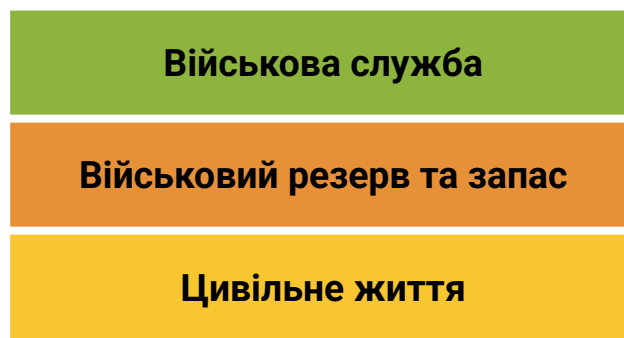 Військова служба
Військовий резерв та запас
Цивільне життя